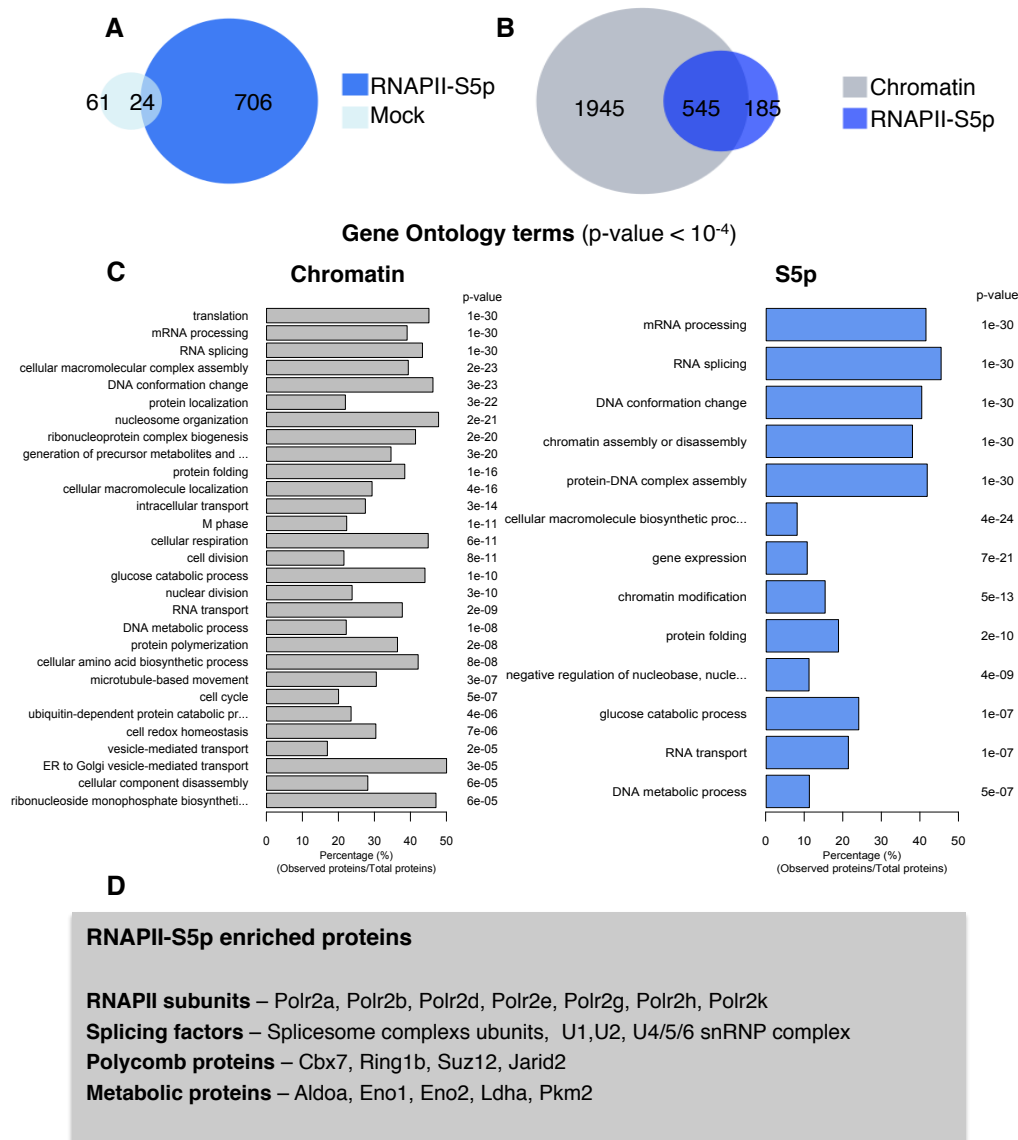 A
61 24 706
RNAPII-S5p
Mock
B
1945 545 185
Chromatin
RNAPII-S5p
Gene Ontology terms (p-value < 10-4)
C
Chromatin
p-value
translation 1e-30
mRNA processing 1e-30
RNA splicing 1e-30
cellular macromolecular complex assembly 2e-23
DNA conformation change 3e-23
protein localization 3e-22
nucleosome organization 2e-21
ribonucleoprotein complex biogenesis 2e-20
generation of precursor metabolites and ... 3e-20
protein folding 1e-16
cellular macromolecule localization 4e-16
intracellular transport 3e-14
M phase 1e-11
cellular respiration 6e-11
cell division 8e-11
glucose catabolic process 1e-10
nuclear division 3e-10
RNA transport 2e-09
DNA metabolic process 1e-08
protein polymerization 2e-08
cellular amino acid biosynthetic process 8e-08
microtubule-based movement 3e-07
cell cycle 5e-07
ubiquitin-dependent protein catabolic pr... 4e-06
cell redox homeostasis 7e-06
vesicle-mediated transport 2e-05
ER to Golgi vesicle-mediated transport 3e-05
cellular component disassembly 6e-05
ribonucleoside monophosphate biosyntheti... 6e-05
0 10 20 30 40 50
Percentage (%)
(Observed proteins/Total proteins)
S5p
p-value
mRNA processing 1e-30
RNA splicing 1e-30
DNA conformation change 1e-30
chromatin assembly or disassembly 1e-30
protein-DNA complex assembly 1e-30
cellular macromolecule biosynthetic proc... 4e-24
gene expression 7e-21
chromatin modification 5e-13
protein folding 2e-10
negative regulation of nucleobase, nucle... 4e-09
glucose catabolic process 1e-07
RNA transport 1e-07
DNA metabolic process 5e-07
0 10 20 30 40 50
Percentage (%)
(Observed proteins/Total proteins)
D
RNAPII-S5p enriched proteins
RNAPII subunits – Polr2a, Polr2b, Polr2d, Polr2e, Polr2g, Polr2h, Polr2k
Splicing factors – Splicesome complexs ubunits, U1,U2, U4/5/6 snRNP complex
Polycomb proteins – Cbx7, Ring1b, Suz12, Jarid2
Metabolic proteins – Aldoa, Eno1, Eno2, Ldha, Pkm2